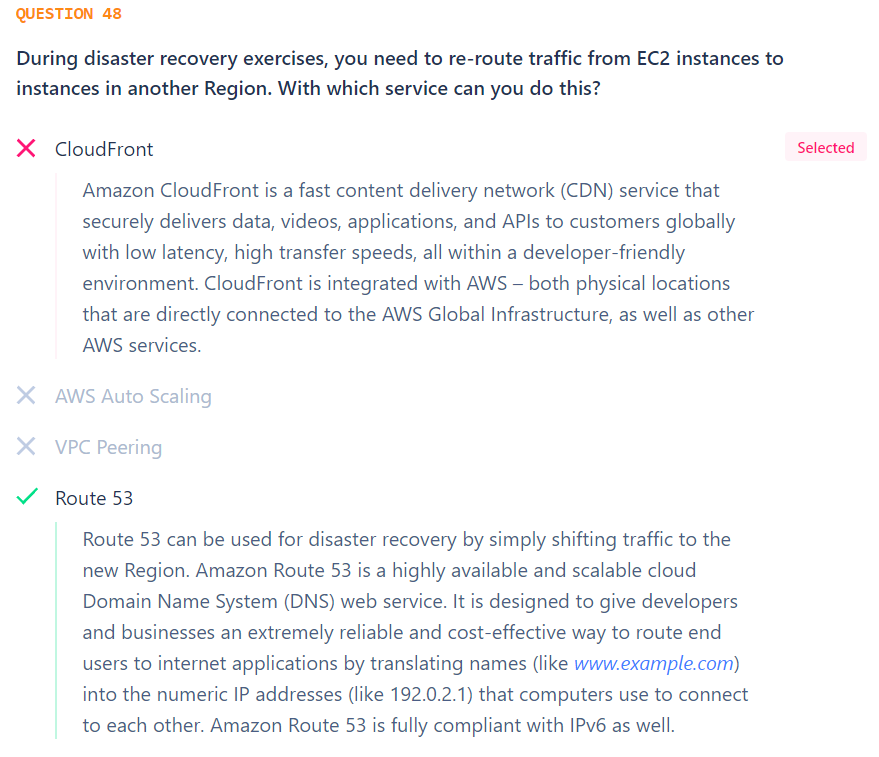 QUESTION 48
During disaster recovery exercises, you need to re-route traffic from EC2 instances to
instances in another Region. With which service can you do this?
CloudFront
Selected
Amazon CloudFront is a fast content delivery network (CDN) service that
securely delivers data, videos, applications, and APIs to customers globally
with low latency, high transfer speeds, all within a developer-friendly
environment. CloudFront is integrated with AWS – both physical locations
that are directly connected to the AWS Global Infrastructure, as well as other
AWS services.
AWS Auto Scaling
VPC Peering
Route 53
Route 53 can be used for disaster recovery by simply shifting traffic to the
new Region. Amazon Route 53 is a highly available and scalable cloud
Domain Name System (DNS) web service. It is designed to give developers
and businesses an extremely reliable and cost-effective way to route end
users to internet applications by translating names (like www.example.com)
into the numeric IP addresses (like 192.0.2.1) that computers use to connect
to each other. Amazon Route 53 is fully compliant with IPv6 as well.